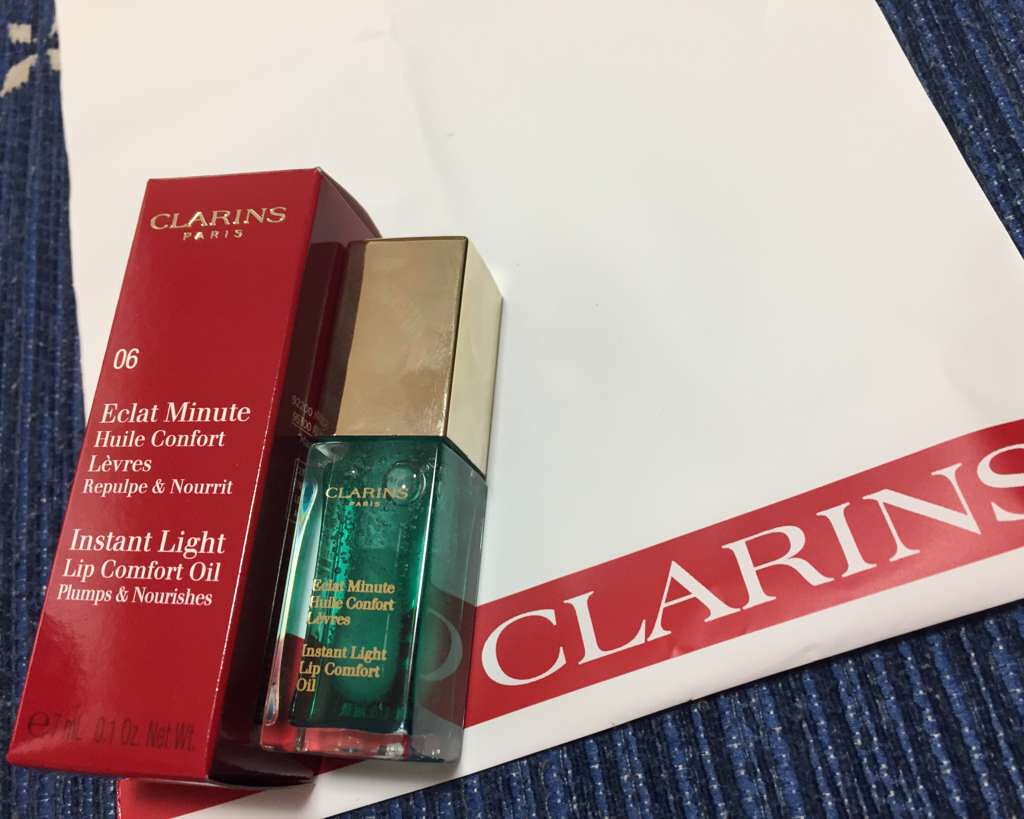 CLARINS
PARIS
06
Eclat Minute
Huile Confort
Lèvres
Repulpe & Nourrit
Instant Light
Lip Comfort Oil
Plumps & Nourishes
℮7 mL 0.1 Oz. Net Wt.
CLARINS
PARIS
Eclat Minute
Huile Confort
Lèvres
Instant Light
Lip Comfort
Oil
CLARINS